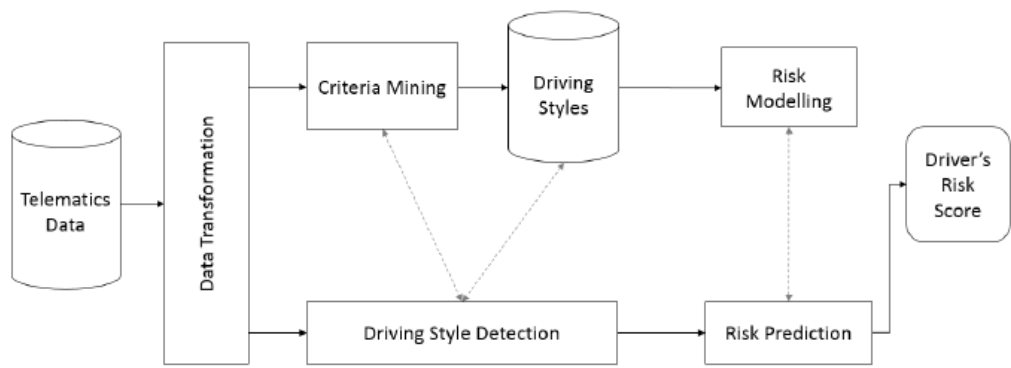 Telematics
Data
Data Transformation
Criteria Mining
Driving
Styles
Risk
Modelling
Driving Style Detection
Risk Prediction
Driver's
Risk
Score